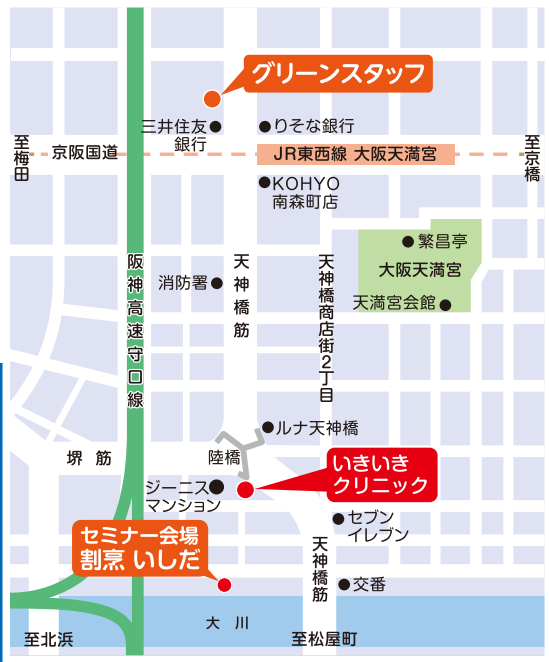 グリーンスタッフ
三井住友
銀行
りそな銀行
至梅田
京阪国道
JR東西線 大阪天満宮
至京橋
KOHYO
南森町店
繁昌亭
大阪天満宮
天満宮会館
阪神高速守口線
消防署
天神橋筋
天神橋商店街2丁目
ルナ天神橋
堺筋
陸橋
いきいき
クリニック
ジーニス
マンション
セブン
イレブン
セミナー会場
割烹 いしだ
天神橋筋
交番
大川
至北浜
至松屋町